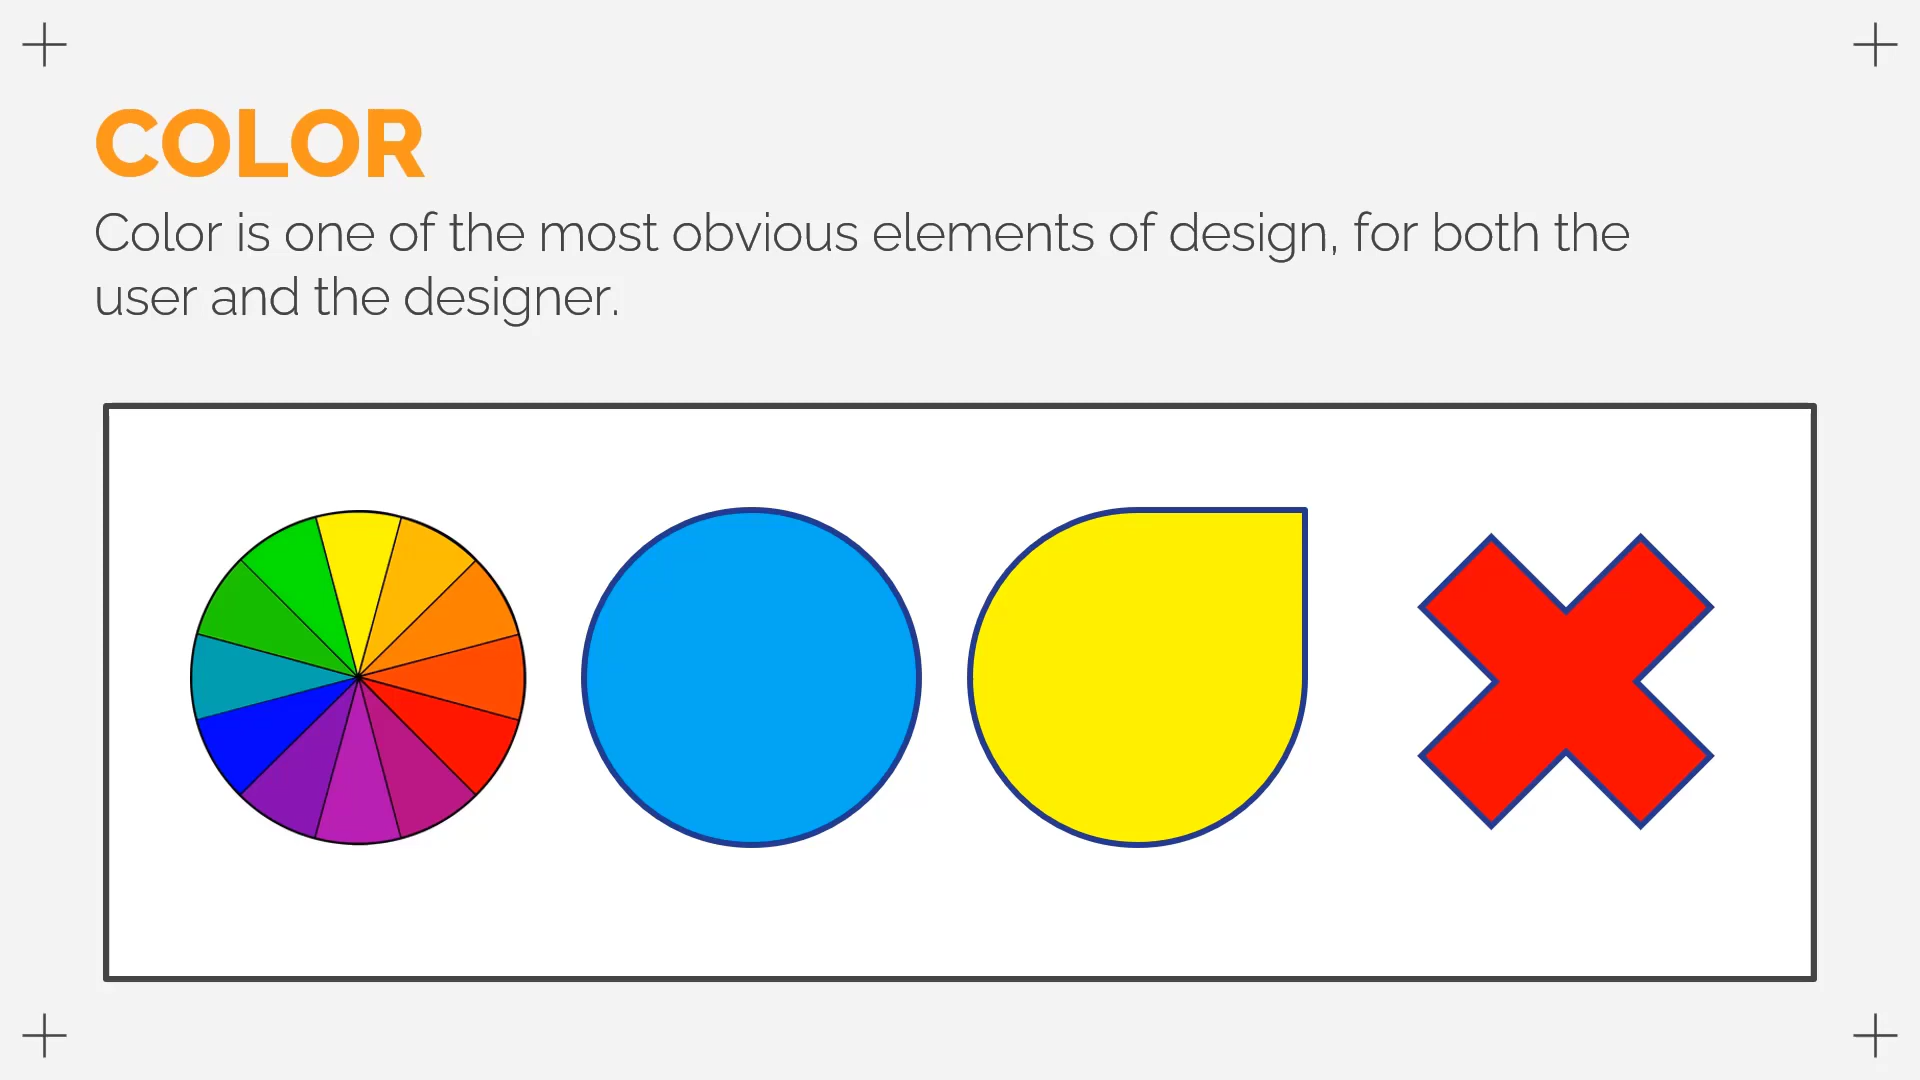 COLOR
Color is one of the most obvious elements of design, for both the
user and the designer.